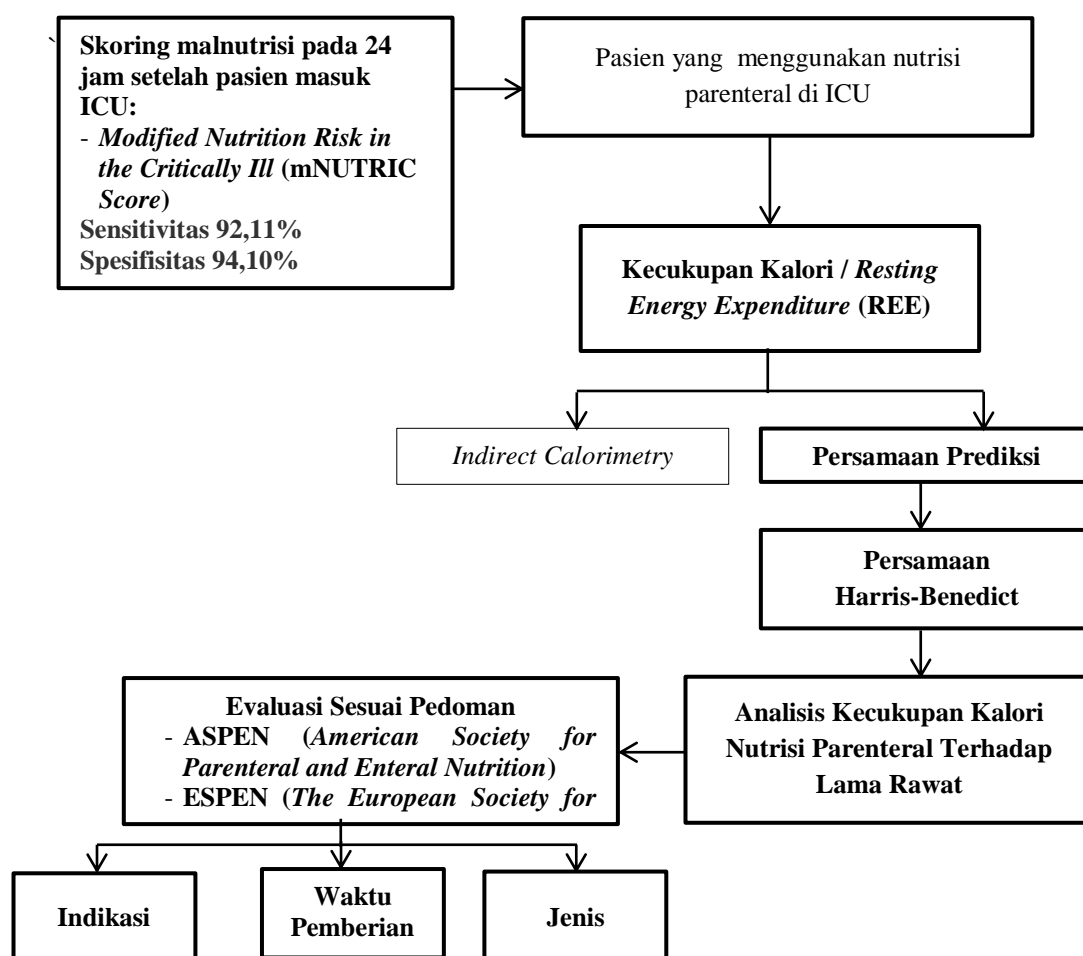 `
Skoring malnutrisi pada 24
jam setelah pasien masuk
ICU:
- Modified Nutrition Risk in
the Critically Ill (mNUTRIC
Score)
Sensitivitas 92,11%
Spesifisitas 94,10%
Pasien yang menggunakan nutrisi
parenteral di ICU
Kecukupan Kalori / Resting
Energy Expenditure (REE)
Indirect Calorimetry
Persamaan Prediksi
Persamaan
Harris-Benedict
Analisis Kecukupan Kalori
Nutrisi Parenteral Terhadap
Lama Rawat
Evaluasi Sesuai Pedoman
- ASPEN (American Society for
Parenteral and Enteral Nutrition)
- ESPEN (The European Society for
Indikasi
Waktu
Pemberian
Jenis